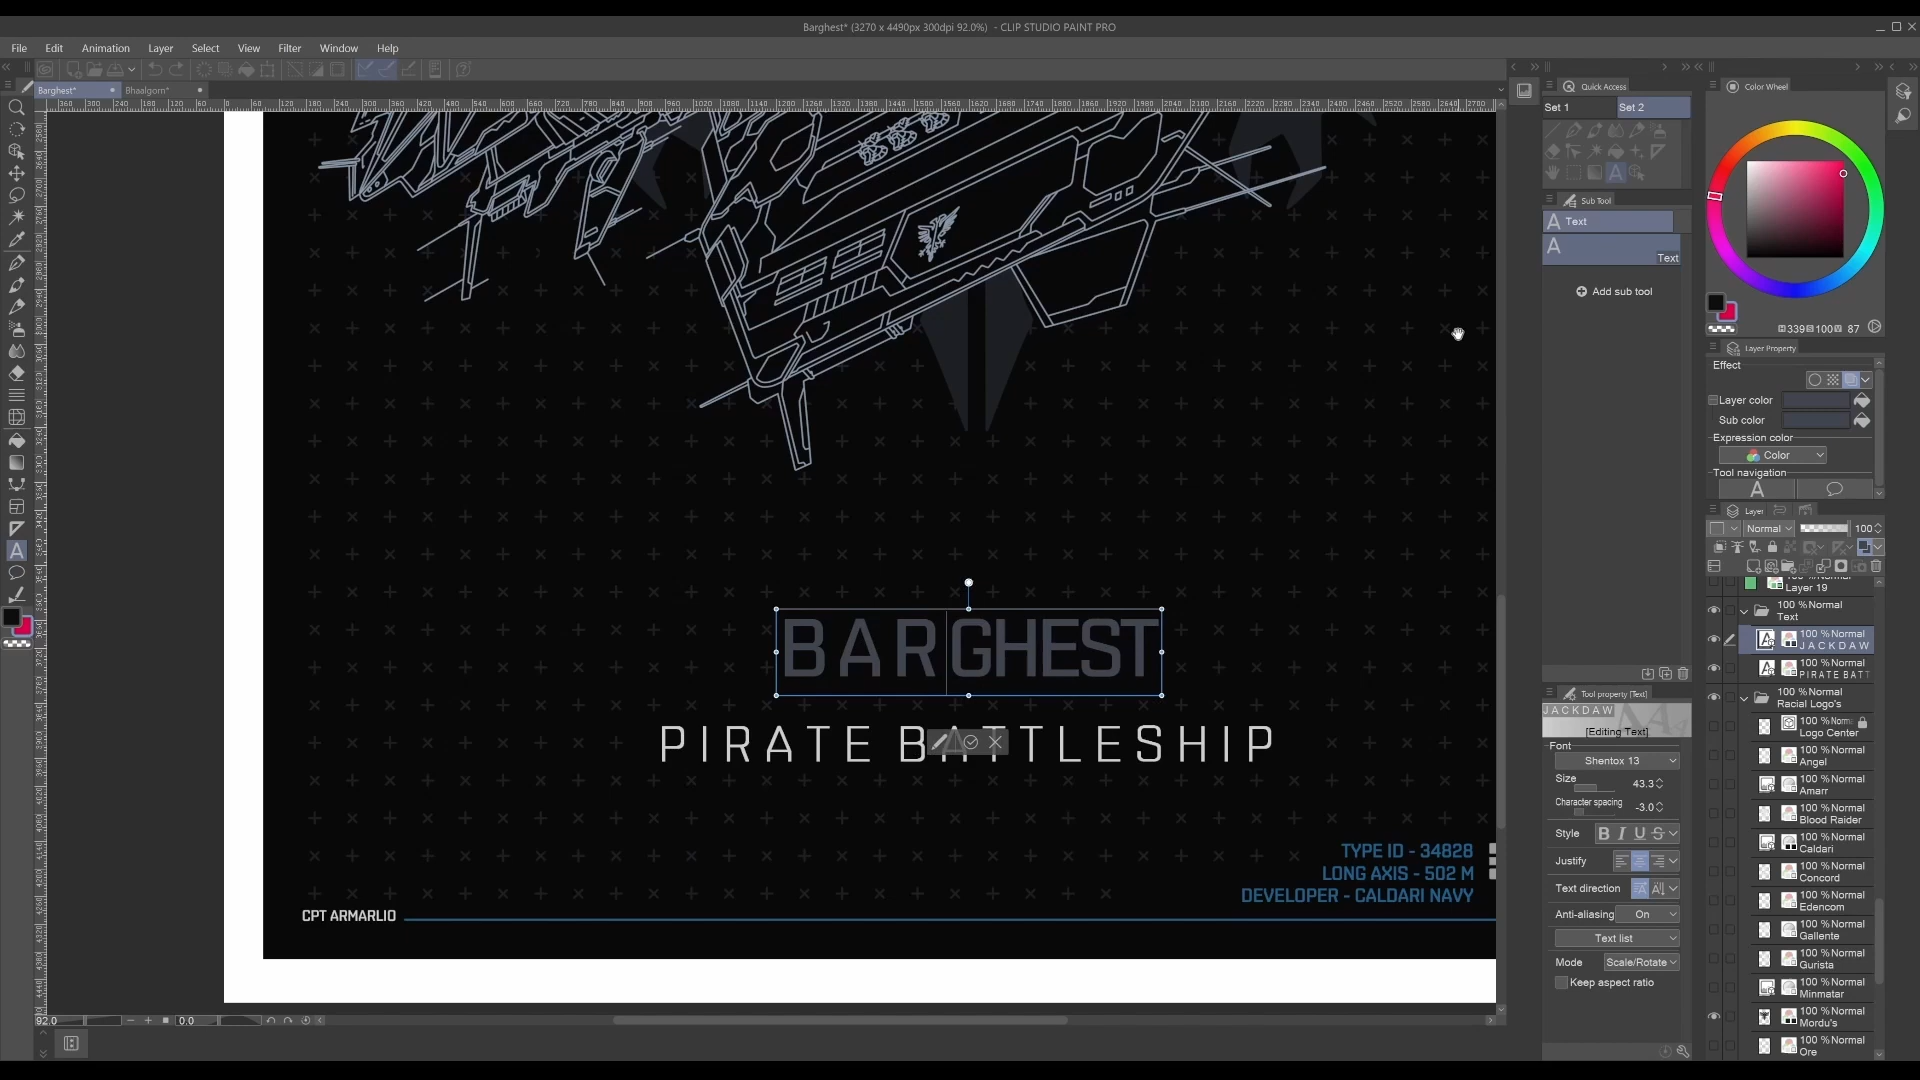 Barghest* (3270 x 4490px 300dpi 92.0%) - CLIP STUDIO PAINT PRO
File Edit Animation Layer Select View Filter Window Help
Barghest* Bhaalgorn*
Quick Access
Set 1 Set 2
Sub Tool
A Text
A Text
Add sub tool
Color Wheel
H 339 S 100 V 87
Layer Property
Effect
Layer color
Sub color
Expression color
Color
Tool navigation
Layer
Normal 100
Layer 19
100 %Normal
Text
100 %Normal
JACKDAW
100 %Normal
PIRATE BATT
100 %Normal
Racial Logo's
100 %Norm
Logo Center
100 %Normal
Angel
100 %Normal
Amarr
100 %Normal
Blood Raider
100 %Normal
Caldari
100 %Normal
Concord
100 %Normal
Edencom
100 %Normal
Gallente
100 %Normal
Gurista
100 %Normal
Minmatar
100 %Normal
Mordu's
100 %Normal
Ore
Tool property [Text]
JACKDAW
[Editing Text]
Font
Shentox 13
Size 43.3
Character spacing -3.0
Style B I U S
Justify
Text direction
Anti-aliasing On
Text list
Mode Scale/Rotate
Keep aspect ratio
BARGHEST
PIRATE BATTLESHIP
TYPE ID - 34828
LONG AXIS - 502 M
DEVELOPER - CALDARI NAVY
CPT ARMARLIO
92.0 0.0